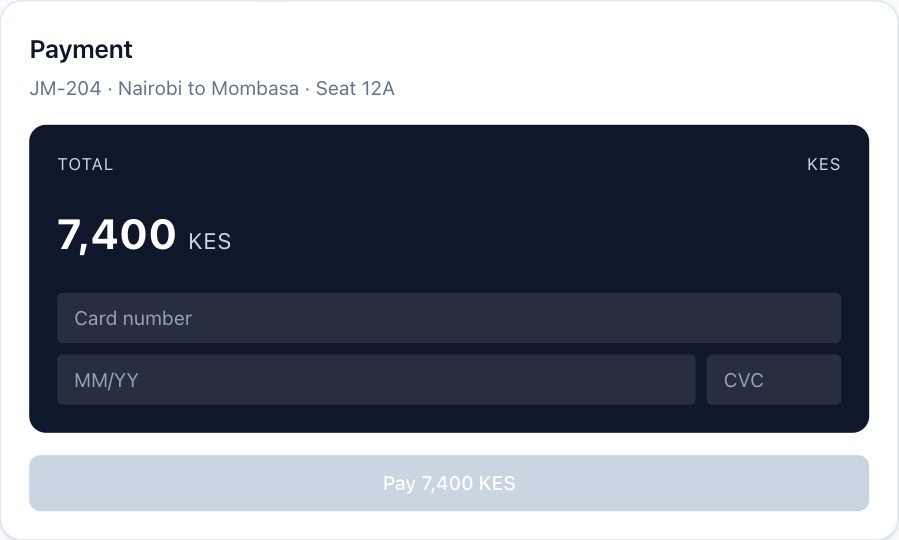 Payment
JM-204 · Nairobi to Mombasa · Seat 12A
TOTAL KES
7,400 KES
Card number
MM/YY CVC
Pay 7,400 KES